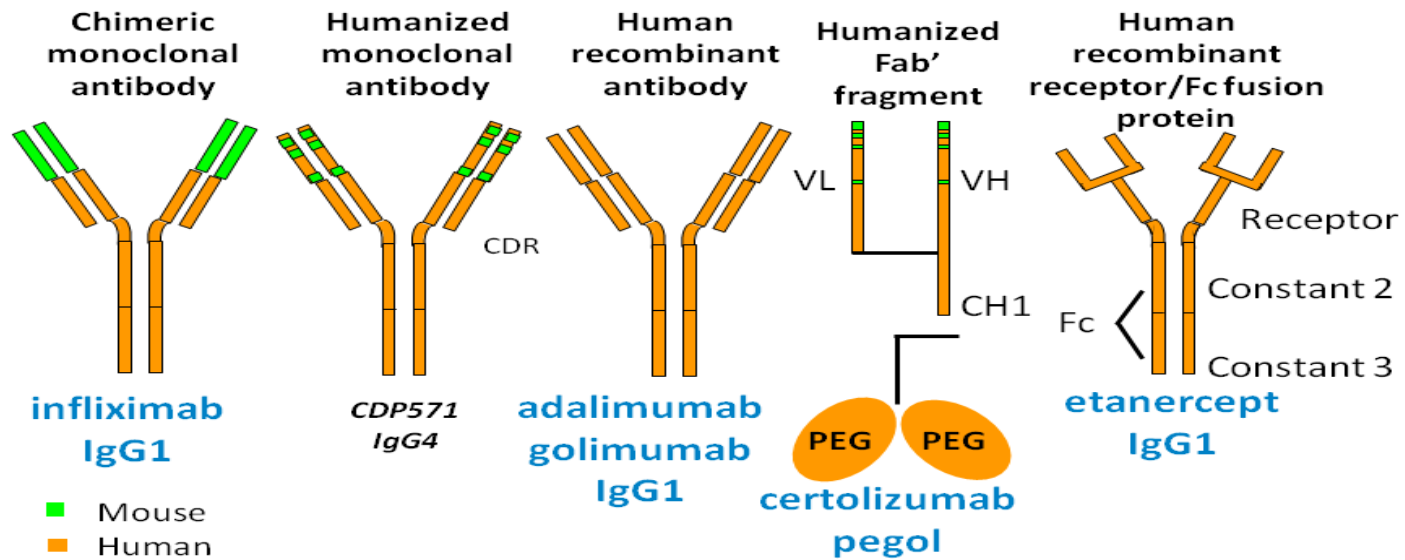 Chimeric
monoclonal
antibody
Humanized
monoclonal
antibody
Human
recombinant
antibody
Humanized
Fab’
fragment
Human
recombinant
receptor/Fc fusion
protein
CDR
VL
VH
CH1
Receptor
Constant 2
Fc
Constant 3
infliximab
IgG1
CDP571
IgG4
adalimumab
golimumab
IgG1
PEG
PEG
certolizumab
pegol
etanercept
IgG1
Mouse
Human